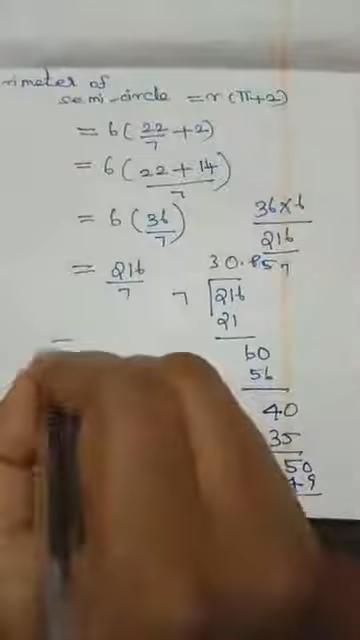 rimeter of
semi-circle = r (π+2)
= 6 ( 22/7 + 2)
= 6 ( 22 + 14 / 7 )
= 6 ( 36/7 )
36 x 6
216
= 216/7
30.857
7 216
21
60
56
40
35
50
49